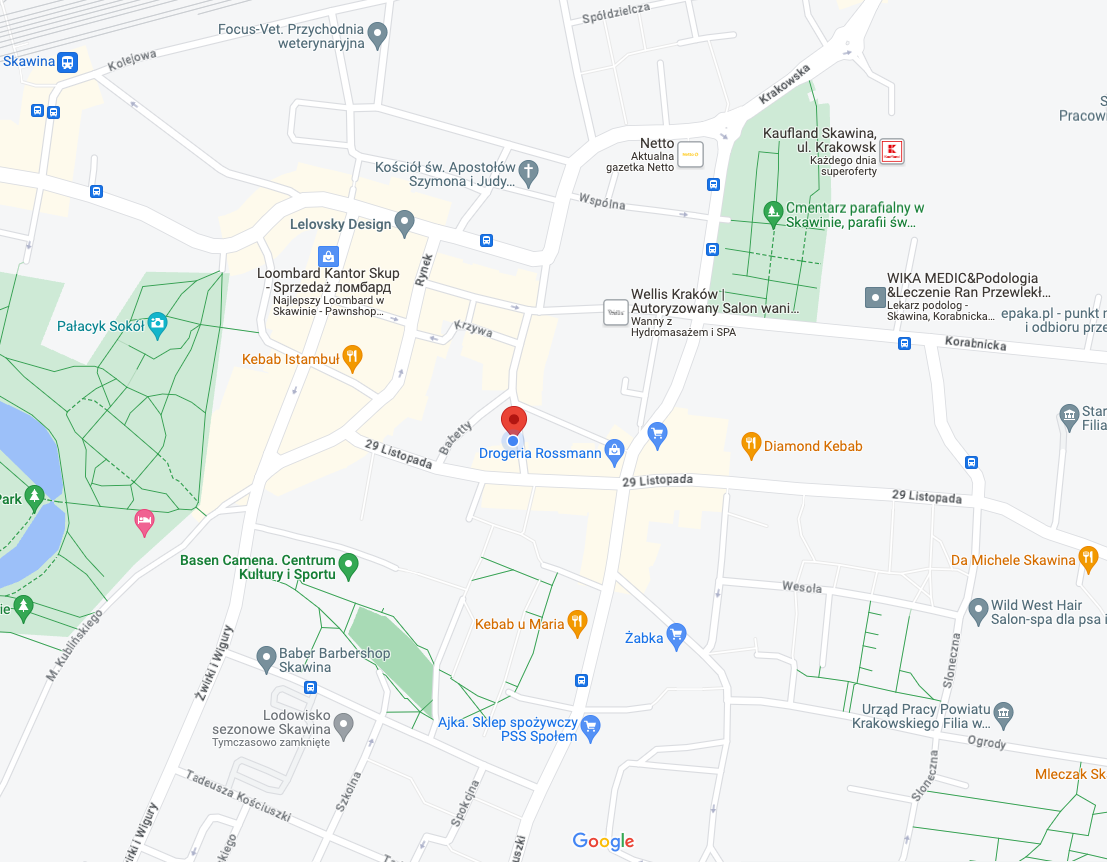 Spółdzielcza
Focus-Vet. Przychodnia
weterynaryjna
Skawina
Kolejowa
Krakowska
Kaufland Skawina,
ul. Krakowsk
Każdego dnia
superoferty
Netto
Aktualna
gazetka Netto
Kościół św. Apostołów
Szymona i Judy...
Wspólna
Cmentarz parafialny w
Skawinie, parafii św...
Lelovsky Design
Rynek
Loombard Kantor Skup
- Sprzedaż ломбард
Najlepszy Loombard w
Skawinie - Pawnshop...
WIKA MEDIC&Podologia
&Leczenie Ran Przewlekł...
Lekarz podolog -
Skawina, Korabnicka...
Wellis Kraków |
Autoryzowany Salon wani...
Wanny z
Hydromasażem i SPA
epaka.pl - punkt
i odbioru prze
Pracowi
Pałacyk Sokół
Krzywa
Korabnicka
Kebab Istambuł
Babetty
29 Listopada
Drogeria Rossmann
Diamond Kebab
Star
Filia
29 Listopada
29 Listopada
Park
Basen Camena. Centrum
Kultury i Sportu
Da Michele Skawina
Wesoła
Wild West Hair
Salon-spa dla psa i
Kebab u Maria
Żabka
M. Kublińskiego
Żwirki i Wigury
Baber Barbershop
Skawina
Słoneczna
Lodowisko
sezonowe Skawina
Tymczasowo zamknięte
Ajka. Sklep spożywczy
PSS Społem
Urząd Pracy Powiatu
Krakowskiego Filia w...
Ogrody
Tadeusza Kościuszki
Szkolna
Spokojna
Słoneczna
Mleczak Sk
Żwirki i Wigury
Google